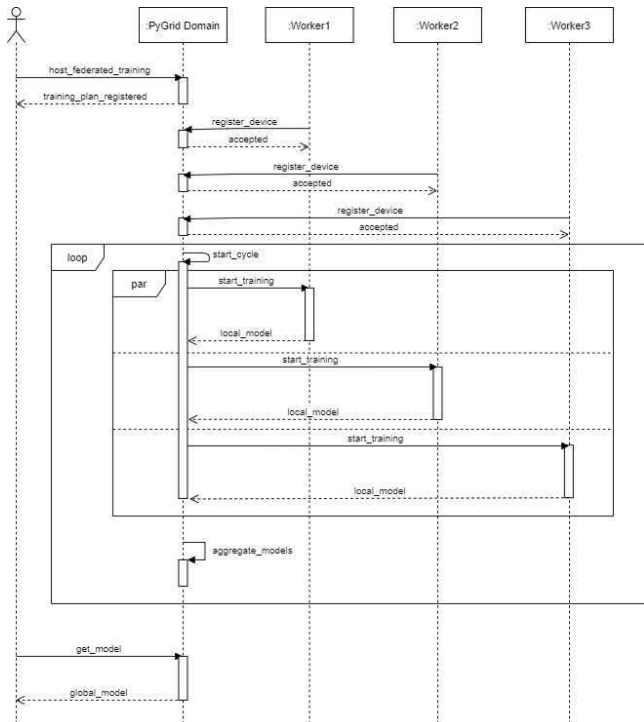 :PyGrid Domain
:Worker1
:Worker2
:Worker3
host_federated_training
training_plan_registered
register_device
accepted
register_device
accepted
register_device
accepted
loop
start_cycle
par
start_training
local_model
start_training
local_model
start_training
local_model
aggregate_models
get_model
global_model